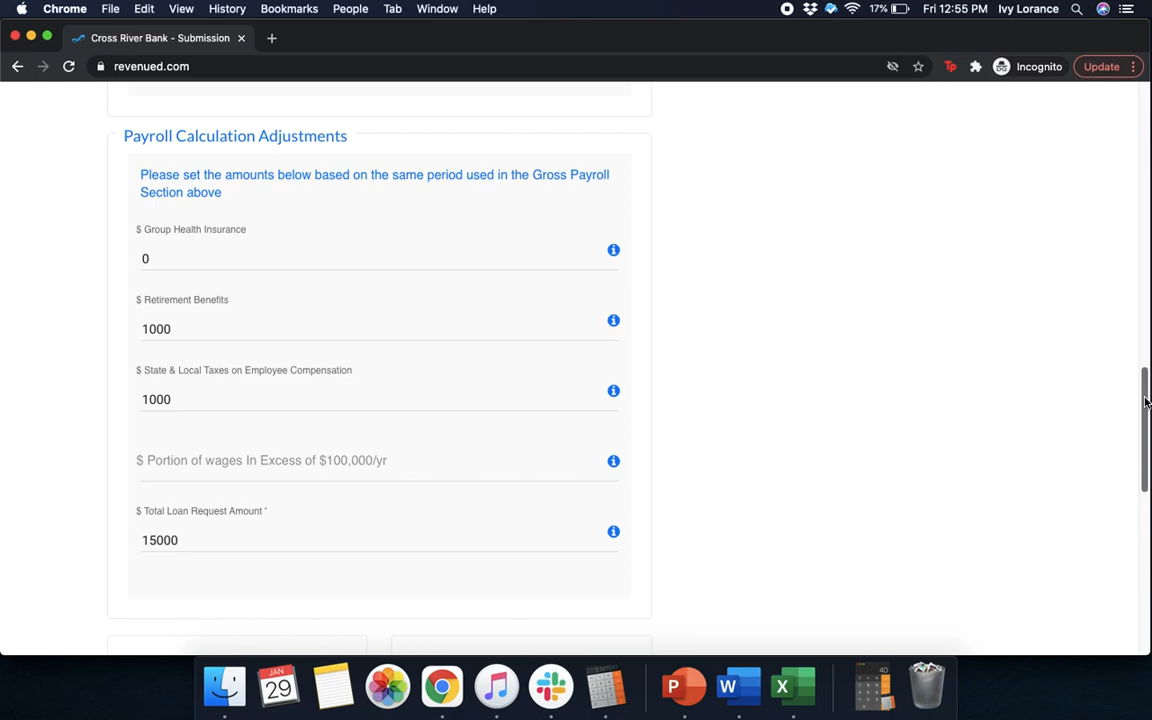 Chrome File Edit View History Bookmarks People Tab Window Help 17% Fri 12:55 PM Ivy Lorance
Cross River Bank - Submission
revenued.com Incognito Update
Payroll Calculation Adjustments
Please set the amounts below based on the same period used in the Gross Payroll
Section above
$ Group Health Insurance
0
$ Retirement Benefits
1000
$ State & Local Taxes on Employee Compensation
1000
$ Portion of wages In Excess of $100,000/yr
$ Total Loan Request Amount *
15000
JAN
29
P
W
X
40